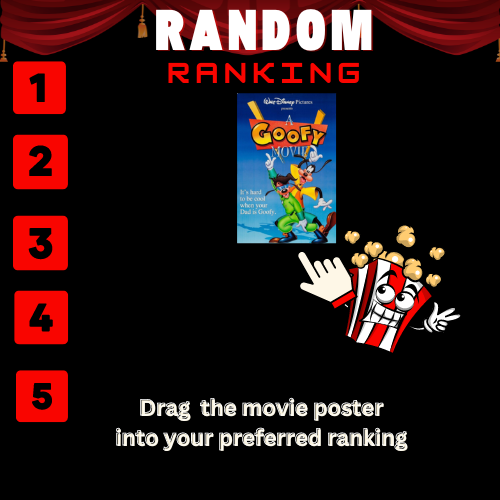 RANDOM
RANKING
1
2
3
4
5
Walt Disney Pictures
presents
A
GOOFY
MOVIE
It's hard
to be cool
when your
Dad is Goofy.
Drag the movie poster
into your preferred ranking